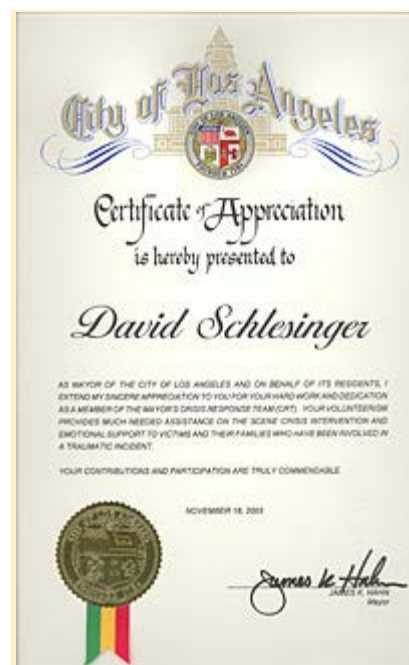 City of Los Angeles
Certificate of Appreciation
is hereby presented to
David Schlesinger
AS MAYOR OF THE CITY OF LOS ANGELES AND ON BEHALF OF ITS RESIDENTS, I
EXTEND MY SINCERE APPRECIATION TO YOU FOR YOUR HARD WORK AND DEDICATION
AS A MEMBER OF THE MAYOR'S CRISIS RESPONSE TEAM (CRT). YOUR VOLUNTEERISM
PROVIDES MUCH NEEDED ASSISTANCE ON THE SCENE CRISIS INTERVENTION AND
EMOTIONAL SUPPORT TO VICTIMS AND THEIR FAMILIES WHO HAVE BEEN INVOLVED IN
A TRAUMATIC INCIDENT.
YOUR CONTRIBUTIONS AND PARTICIPATION ARE TRULY COMMENDABLE.
NOVEMBER 18, 2003
James K Hahn
JAMES K. HAHN
Mayor